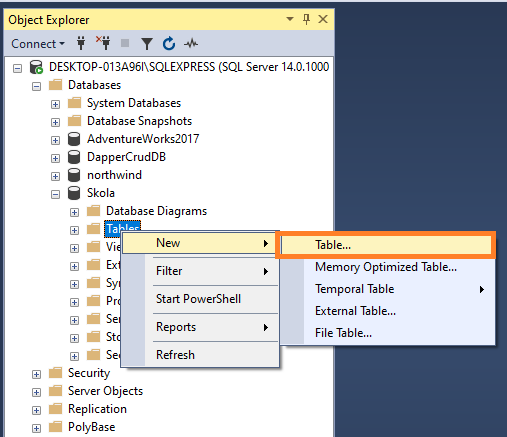 Object Explorer
Connect
DESKTOP-013A96I\SQLEXPRESS (SQL Server 14.0.1000
Databases
System Databases
Database Snapshots
AdventureWorks2017
DapperCrudDB
northwind
Skola
Database Diagrams
Tables
New
Table...
Vie
Memory Optimized Table...
Ext
Filter
Temporal Table
Syn
Start PowerShell
External Table...
Pro
Ser
Reports
File Table...
Sto
Refresh
Sec
Security
Server Objects
Replication
PolyBase